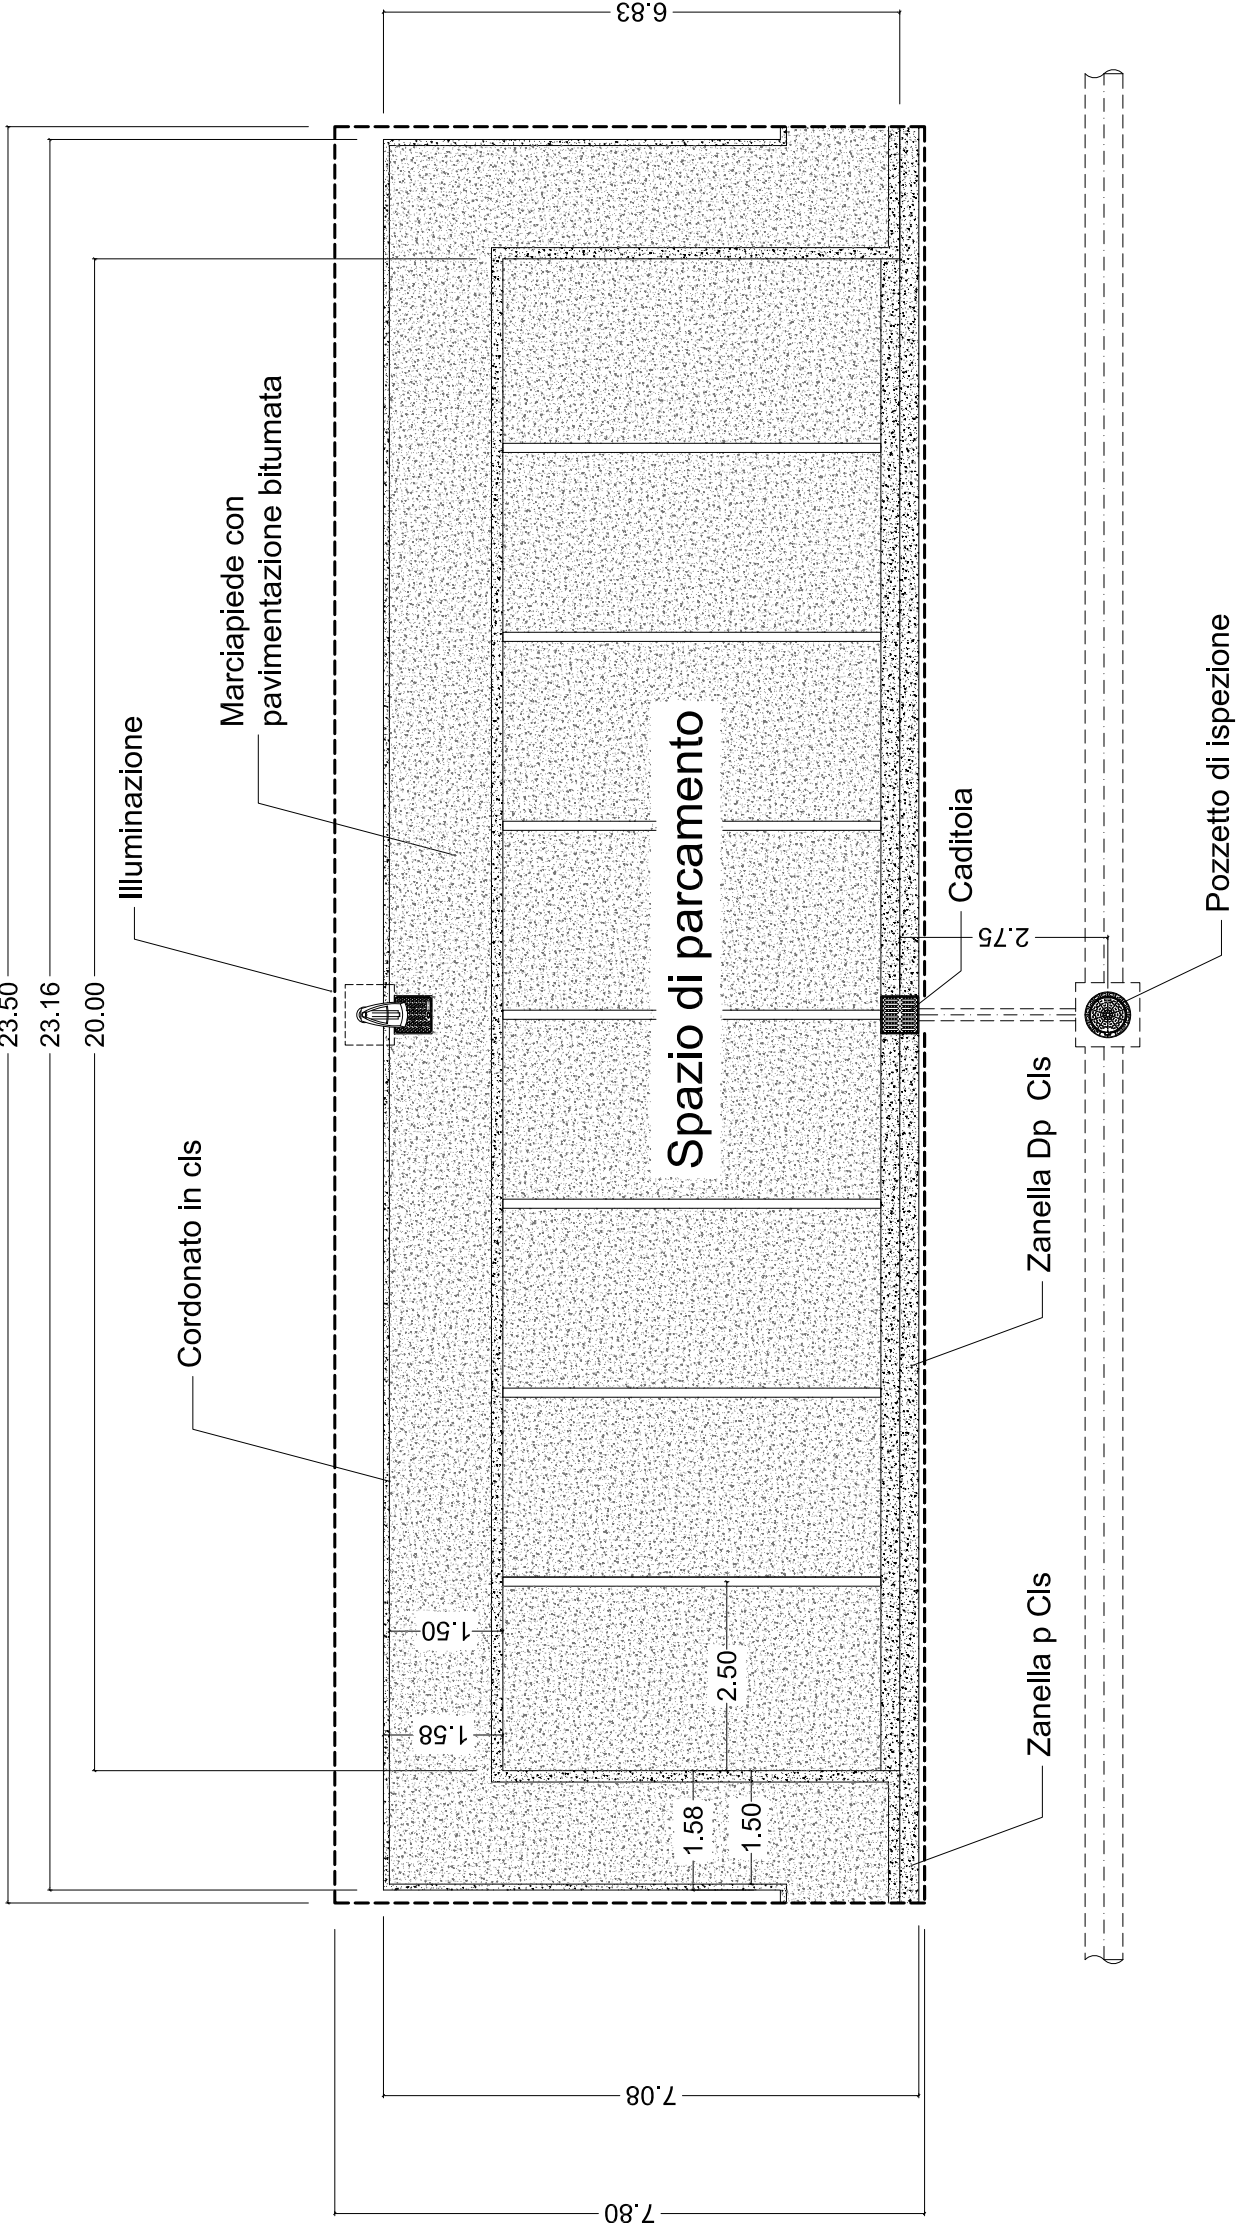 23.50
23.16
20.00
6.83
Illuminazione
Marciapiede con
pavimentazione bitumata
Cordonato in cls
Spazio di parcamento
Caditoia
2.75
Pozzetto di ispezione
Zanella Dp Cls
Zanella p Cls
1.50
1.58
2.50
1.58
1.50
7.08
7.80